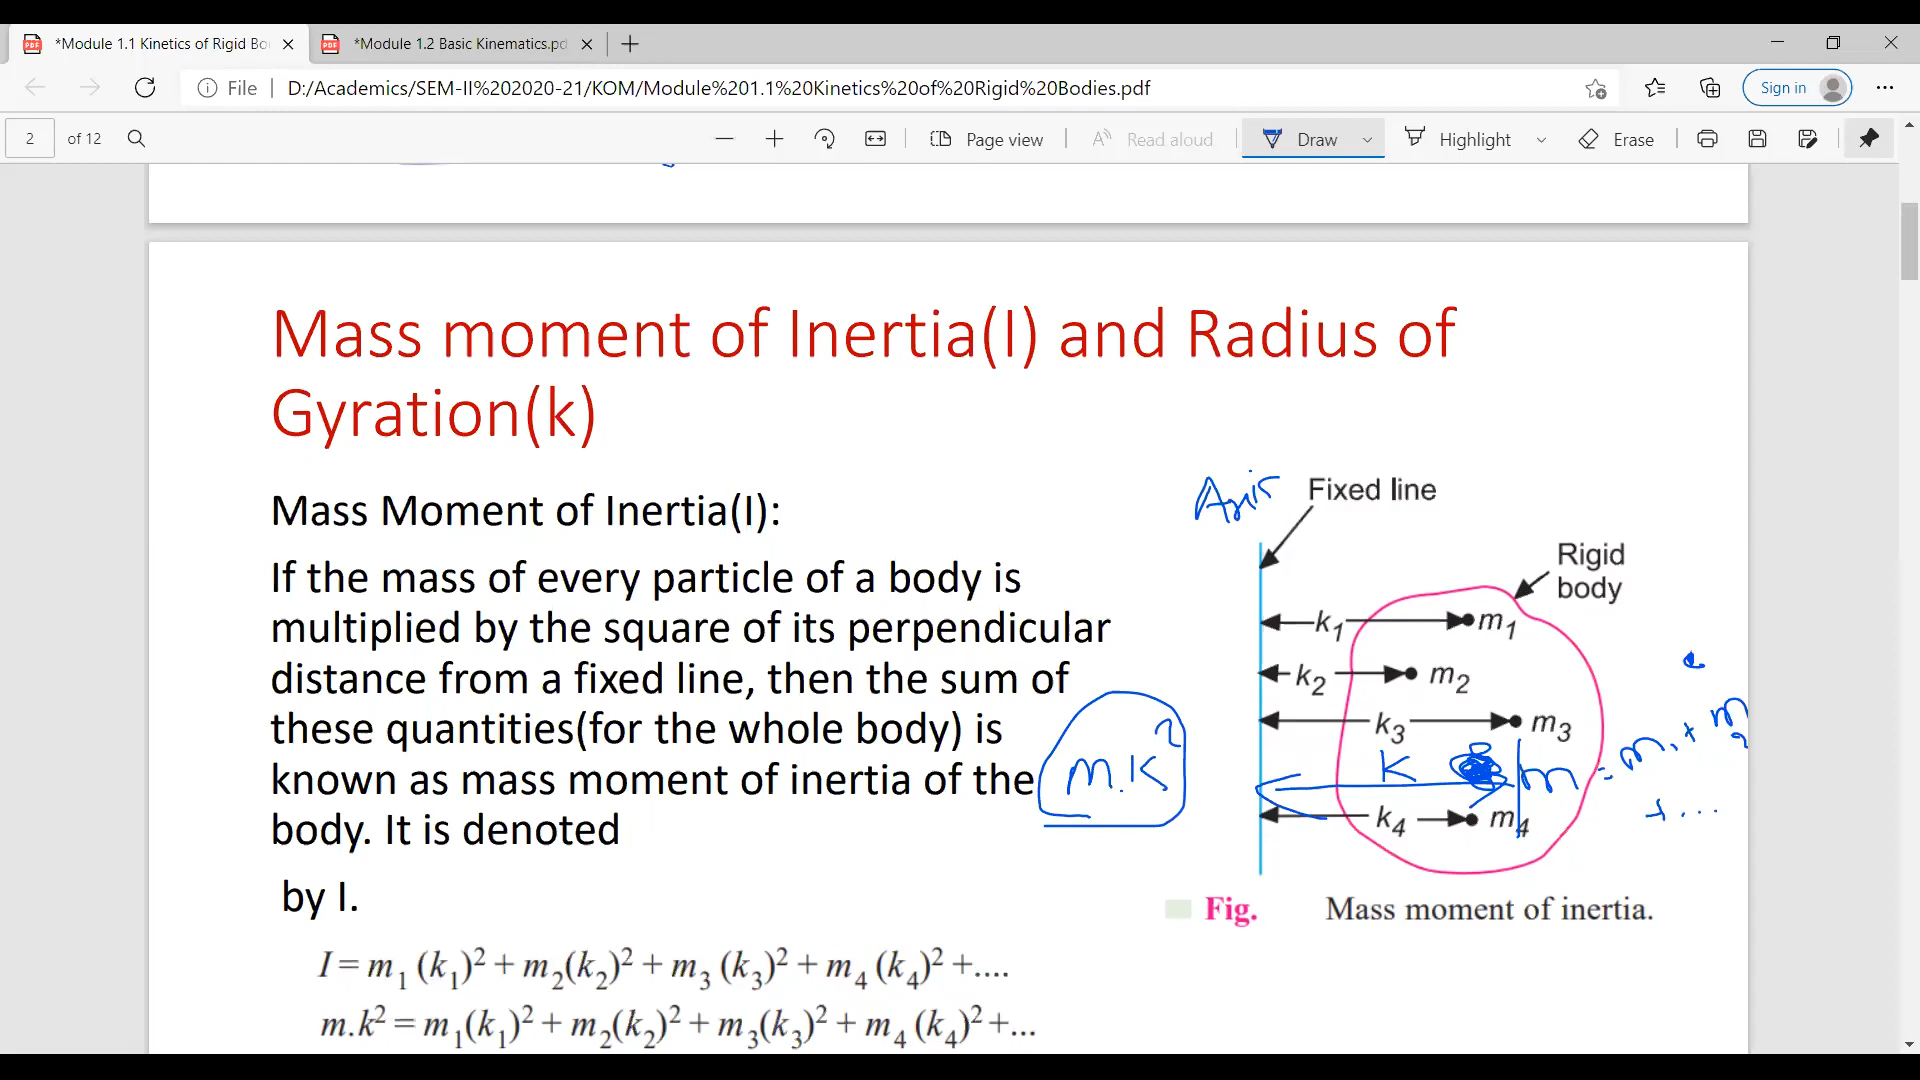 *Module 1.1 Kinetics of Rigid Bo
*Module 1.2 Basic Kinematics.pd
File
D:/Academics/SEM-II%202020-21/KOM/Module%201.1%20Kinetics%20of%20Rigid%20Bodies.pdf
Sign in
2 of 12
Page view
Read aloud
Draw
Highlight
Erase
Mass moment of Inertia(I) and Radius of
Gyration(k)
Mass Moment of Inertia(I):
If the mass of every particle of a body is
multiplied by the square of its perpendicular
distance from a fixed line, then the sum of
these quantities(for the whole body) is
known as mass moment of inertia of the
body. It is denoted
by I.
I = m₁ (k₁)² + m₂(k₂)² + m₃ (k₃)² + m₄ (k₄)² +....
m.k² = m₁(k₁)² + m₂(k₂)² + m₃(k₃)² + m₄ (k₄)² +...
m.k²
Axis
Fixed line
Rigid
body
k₁ m₁
k₂ m₂
k₃ m₃
k m = m₁ + m₂
+ ...
k₄ m₄
Fig. Mass moment of inertia.